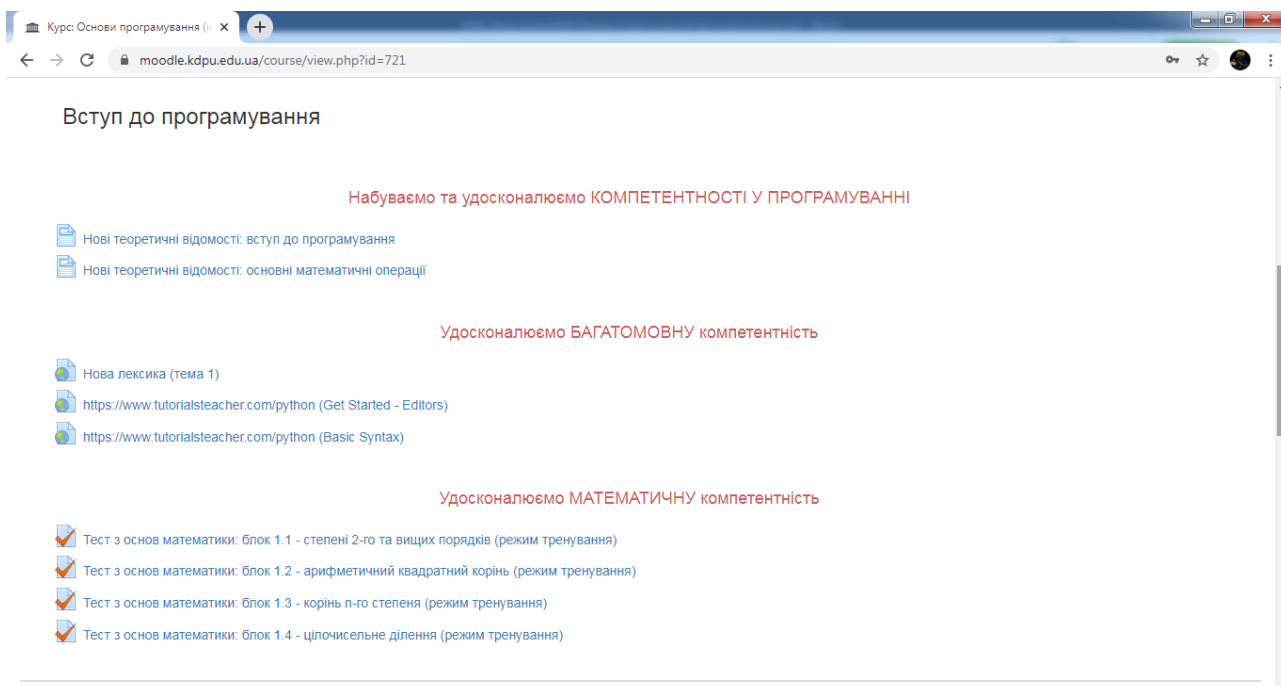 Курс: Основи програмування (і
moodle.kdpu.edu.ua/course/view.php?id=721
Вступ до програмування
Набуваємо та удосконалюємо КОМПЕТЕНТНОСТІ У ПРОГРАМУВАННІ
Нові теоретичні відомості: вступ до програмування
Нові теоретичні відомості: основні математичні операції
Удосконалюємо БАГАТОМОВНУ компетентність
Нова лексика (тема 1)
https://www.tutorialsteacher.com/python (Get Started - Editors)
https://www.tutorialsteacher.com/python (Basic Syntax)
Удосконалюємо МАТЕМАТИЧНУ компетентність
Тест з основ математики: блок 1.1 - степені 2-го та вищих порядків (режим тренування)
Тест з основ математики: блок 1.2 - арифметичний квадратний корінь (режим тренування)
Тест з основ математики: блок 1.3 - корінь n-го степеня (режим тренування)
Тест з основ математики: блок 1.4 - цілочисельне ділення (режим тренування)